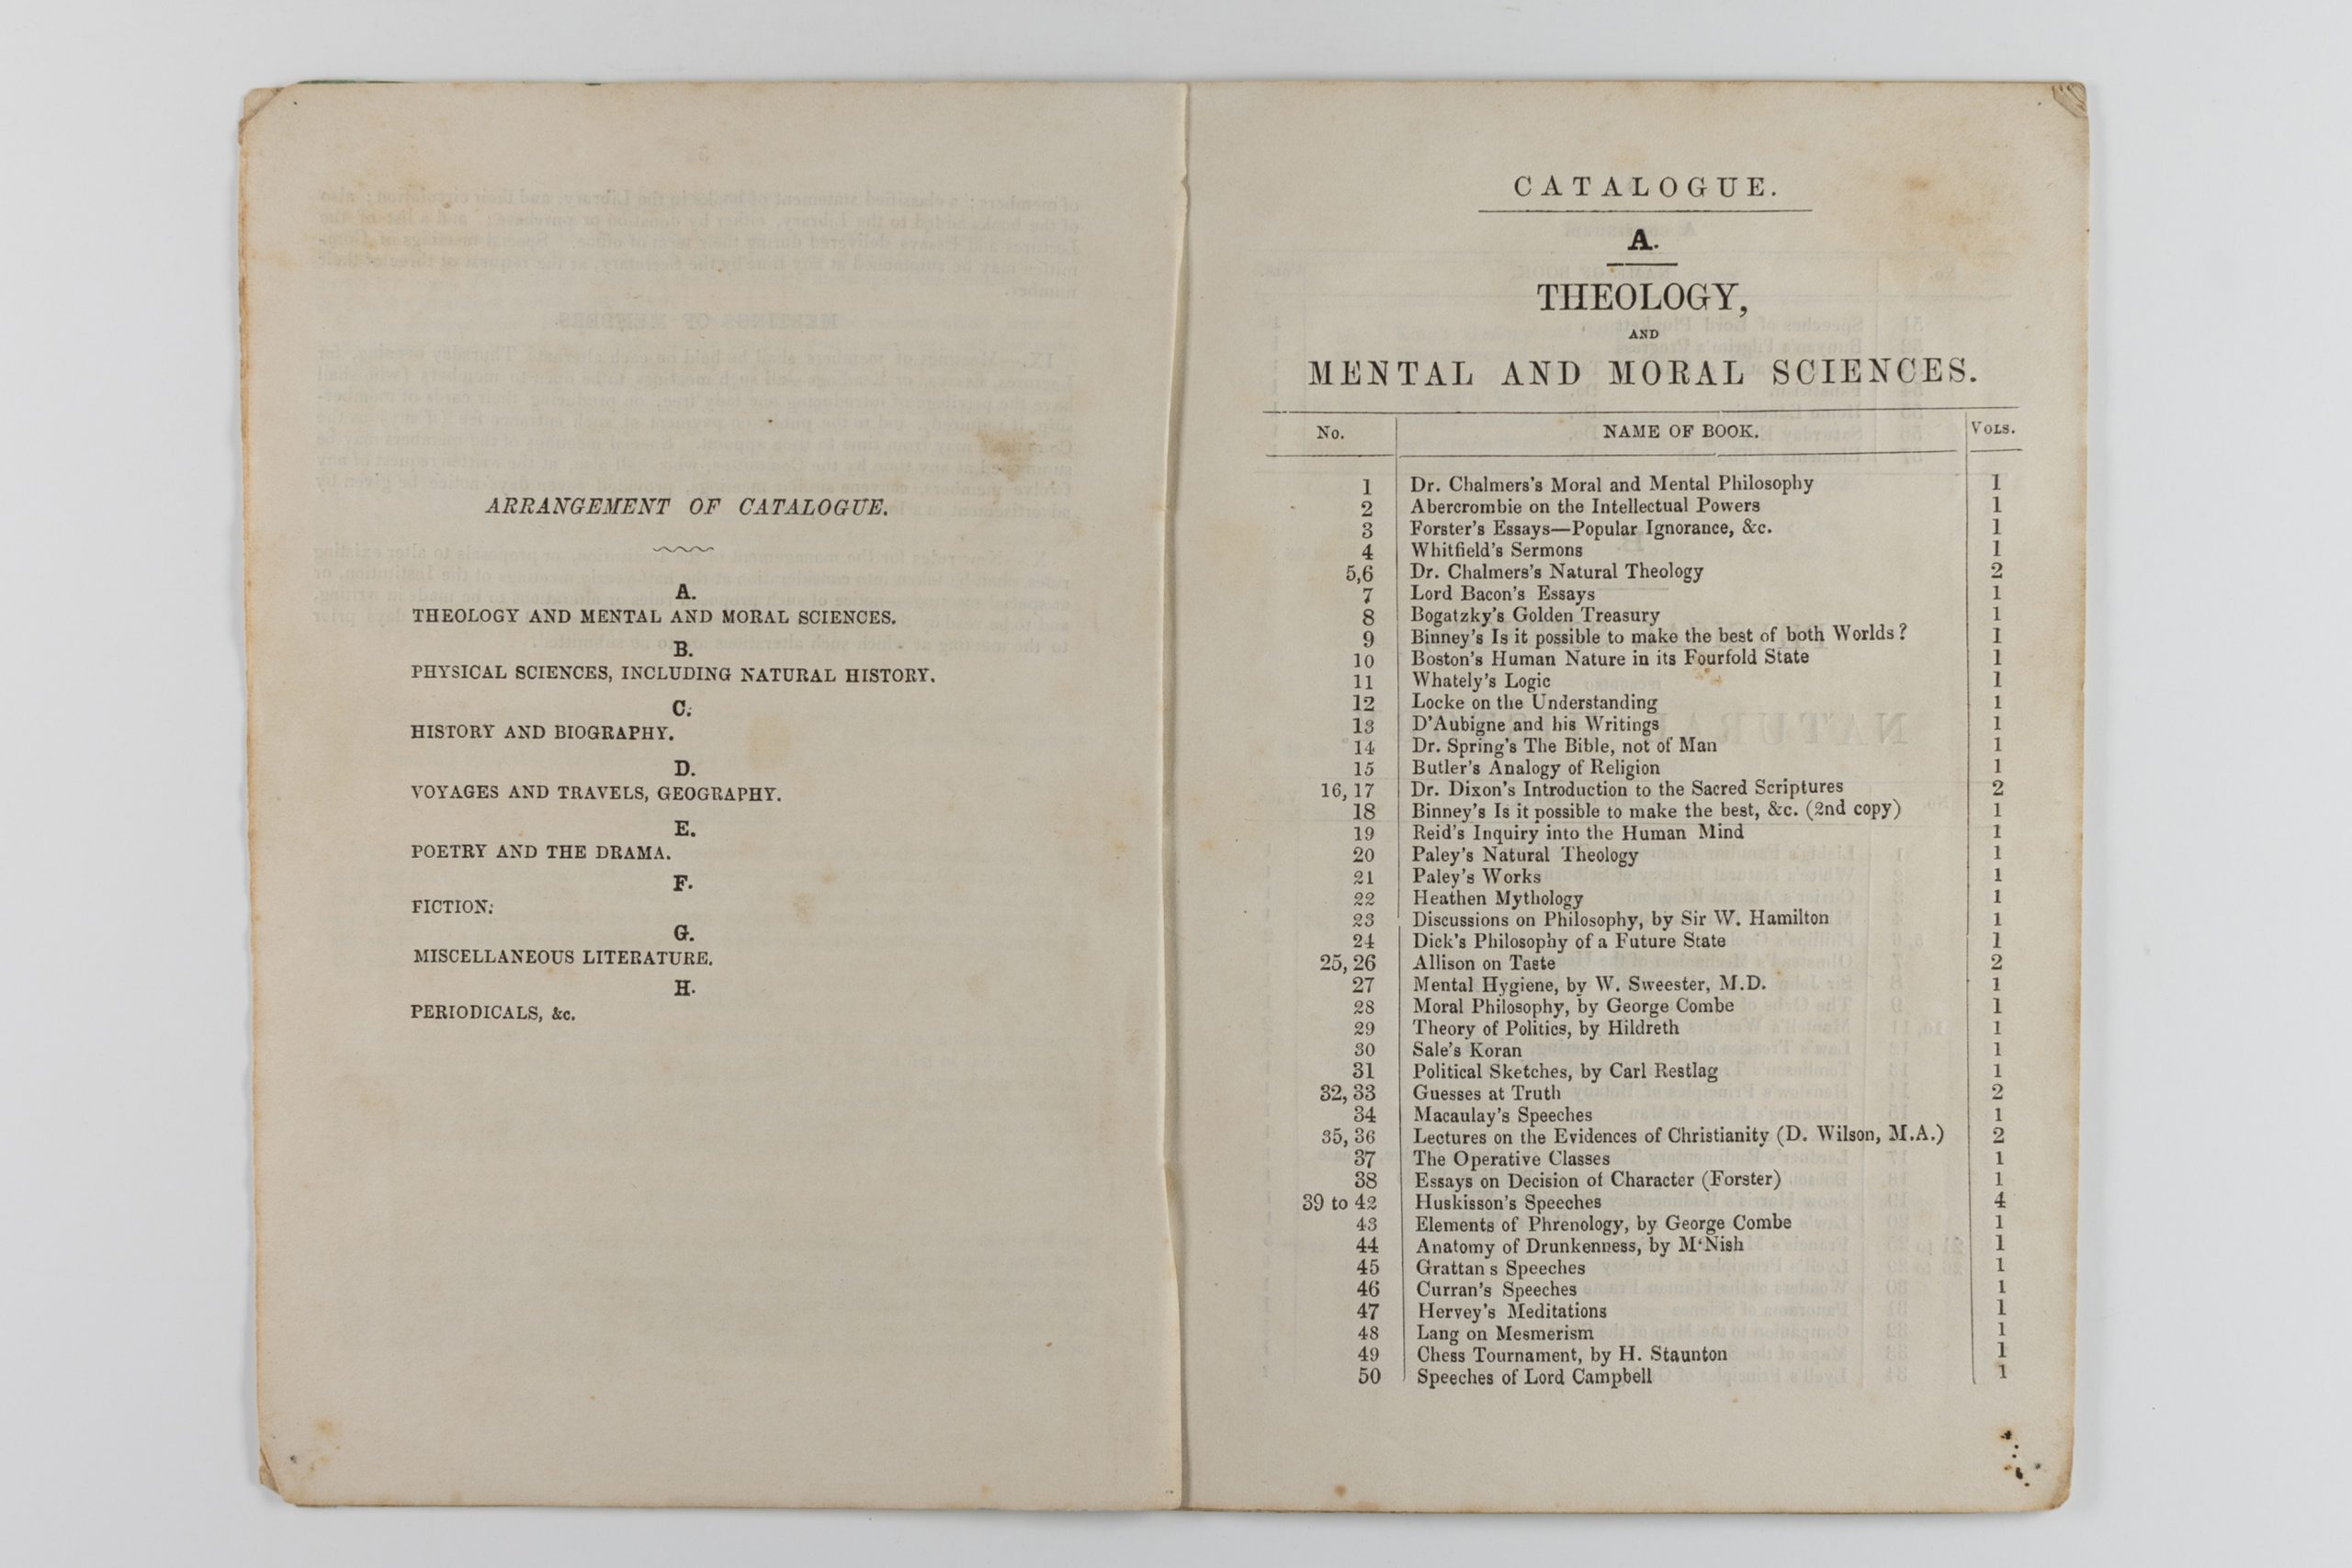 ARRANGEMENT OF CATALOGUE.
A.
THEOLOGY AND MENTAL AND MORAL SCIENCES.
B.
PHYSICAL SCIENCES, INCLUDING NATURAL HISTORY.
C.
HISTORY AND BIOGRAPHY.
D.
VOYAGES AND TRAVELS, GEOGRAPHY.
E.
POETRY AND THE DRAMA.
F.
FICTION.
G.
MISCELLANEOUS LITERATURE.
H.
PERIODICALS, &c.
CATALOGUE.
A.
THEOLOGY,
AND
MENTAL AND MORAL SCIENCES.
No. NAME OF BOOK. VOLS.
1 Dr. Chalmers's Moral and Mental Philosophy 1
2 Abercrombie on the Intellectual Powers 1
3 Forster's Essays—Popular Ignorance, &c. 1
4 Whitfield's Sermons 1
5,6 Dr. Chalmers's Natural Theology 2
7 Lord Bacon's Essays 1
8 Bogatzky's Golden Treasury 1
9 Binney's Is it possible to make the best of both Worlds? 1
10 Boston's Human Nature in its Fourfold State 1
11 Whately's Logic 1
12 Locke on the Understanding 1
13 D'Aubigne and his Writings 1
14 Dr. Spring's The Bible, not of Man 1
15 Butler's Analogy of Religion 1
16, 17 Dr. Dixon's Introduction to the Sacred Scriptures 2
18 Binney's Is it possible to make the best, &c. (2nd copy) 1
19 Reid's Inquiry into the Human Mind 1
20 Paley's Natural Theology 1
21 Paley's Works 1
22 Heathen Mythology 1
23 Discussions on Philosophy, by Sir W. Hamilton 1
24 Dick's Philosophy of a Future State 1
25, 26 Allison on Taste 2
27 Mental Hygiene, by W. Sweester, M.D. 1
28 Moral Philosophy, by George Combe 1
29 Theory of Politics, by Hildreth 1
30 Sale's Koran 1
31 Political Sketches, by Carl Restlag 1
32, 33 Guesses at Truth 2
34 Macaulay's Speeches 1
35, 36 Lectures on the Evidences of Christianity (D. Wilson, M.A.) 2
37 The Operative Classes 1
38 Essays on Decision of Character (Forster) 1
39 to 42 Huskisson's Speeches 4
43 Elements of Phrenology, by George Combe 1
44 Anatomy of Drunkenness, by M‘Nish 1
45 Grattan s Speeches 1
46 Curran's Speeches 1
47 Hervey's Meditations 1
48 Lang on Mesmerism 1
49 Chess Tournament, by H. Staunton 1
50 Speeches of Lord Campbell 1